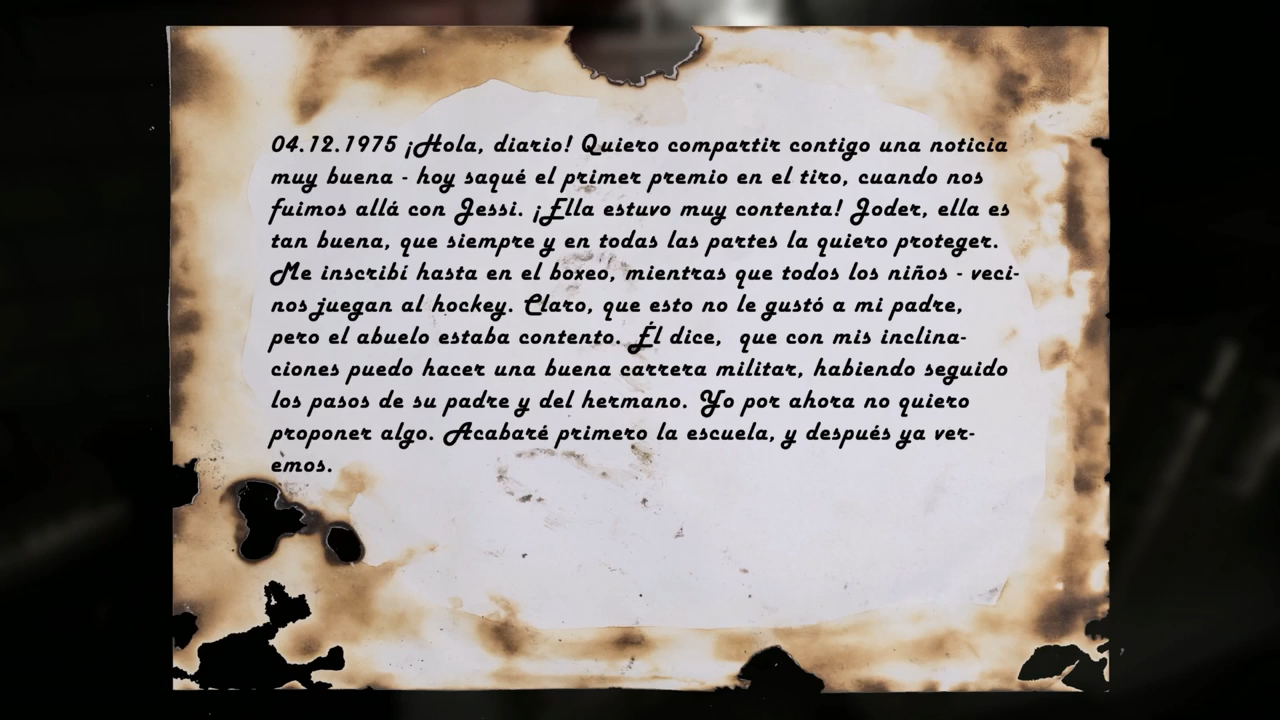 04.12.1975 ¡Hola, diario! Quiero compartir contigo una noticia
muy buena - hoy saqué el primer premio en el tiro, cuando nos
fuimos allá con Jessi. ¡Ella estuvo muy contenta! Joder, ella es
tan buena, que siempre y en todas las partes la quiero proteger.
Me inscribí hasta en el boxeo, mientras que todos los niños - veci-
nos juegan al hockey. Claro, que esto no le gustó a mi padre,
pero el abuelo estaba contento. Él dice,  que con mis inclina-
ciones puedo hacer una buena carrera militar, habiendo seguido
los pasos de su padre y del hermano. Yo por ahora no quiero
proponer algo. Acabaré primero la escuela, y después ya ver-
emos.